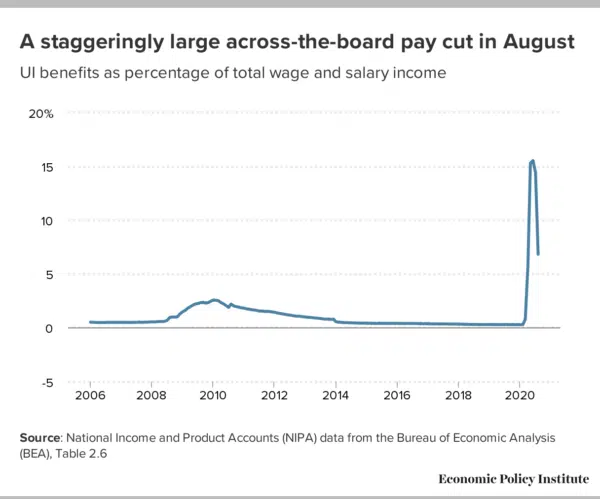 A staggeringly large across-the-board pay cut in August
UI benefits as percentage of total wage and salary income
20%
15
10
5
0
-5
2006 2008 2010 2012 2014 2016 2018 2020
Source: National Income and Product Accounts (NIPA) data from the Bureau of Economic Analysis
(BEA), Table 2.6
Economic Policy Institute